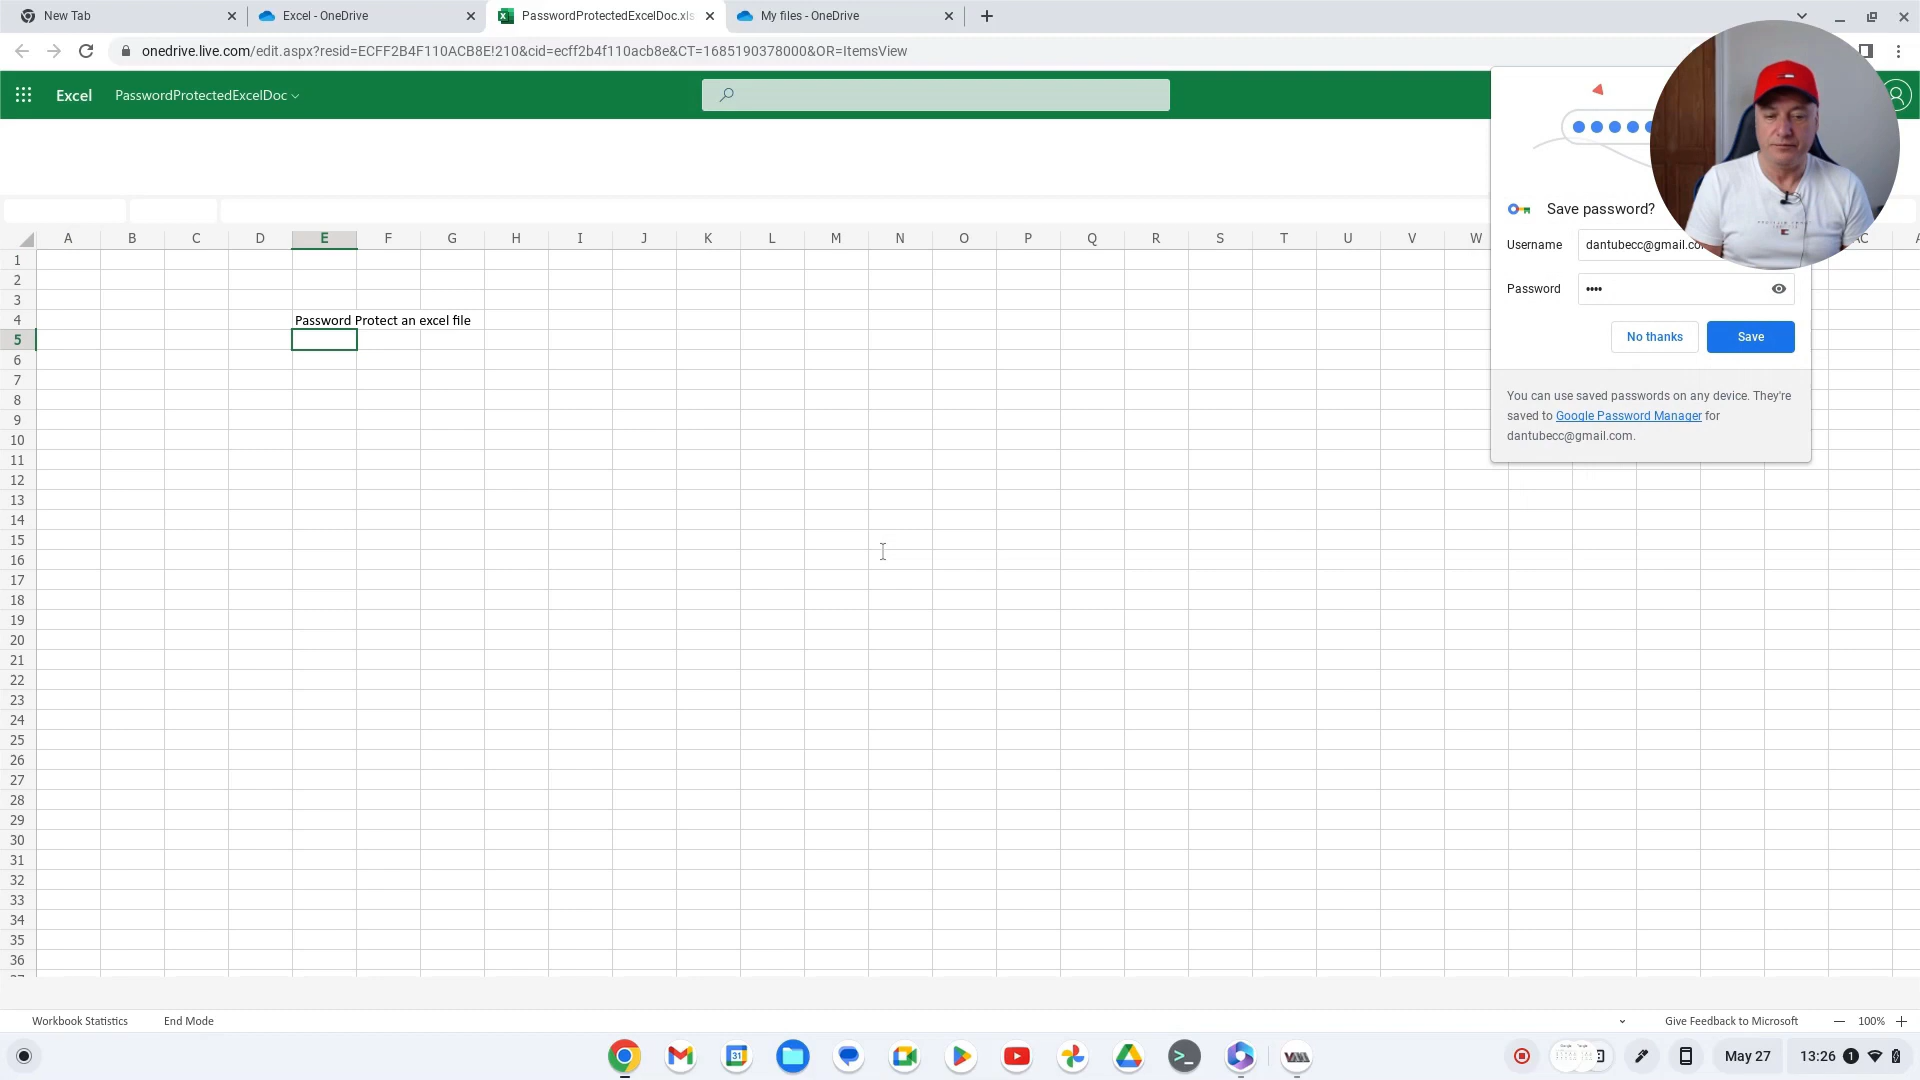 New Tab
Excel - OneDrive
PasswordProtectedExcelDoc.xls
My files - OneDrive
onedrive.live.com/edit.aspx?resid=ECFF2B4F110ACB8E!210&cid=ecff2b4f110acb8e&CT=1685190378000&OR=ItemsView
Excel
PasswordProtectedExcelDoc
Save password?
Username
dantubecc@gmail.co
Password
••••
No thanks
Save
You can use saved passwords on any device. They're
saved to Google Password Manager for
dantubecc@gmail.com.
A B C D E F G H I J K L M N O P Q R S T U V W AC
1
2
3
4 Password Protect an excel file
5
6
7
8
9
10
11
12
13
14
15
16
17
18
19
20
21
22
23
24
25
26
27
28
29
30
31
32
33
34
35
36
Workbook Statistics End Mode
Give Feedback to Microsoft
100%
31
May 27
13:26
1